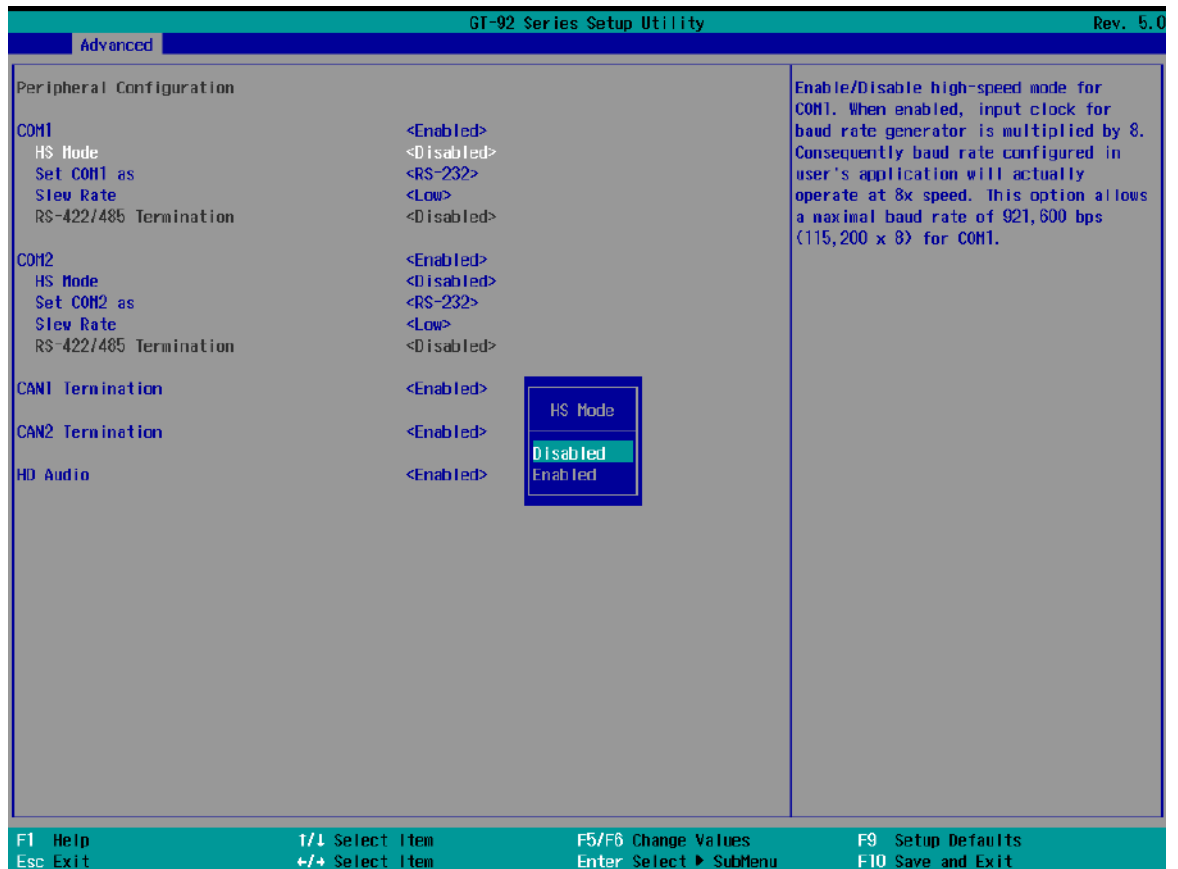 GT-92 Series Setup Utility Rev. 5.0
Advanced
Peripheral Configuration
COM1 <Enabled>
HS Mode <Disabled>
Set COM1 as <RS-232>
Slew Rate <Low>
RS-422/485 Termination <Disabled>
COM2 <Enabled>
HS Mode <Disabled>
Set COM2 as <RS-232>
Slew Rate <Low>
RS-422/485 Termination <Disabled>
CAN1 Termination <Enabled>
CAN2 Termination <Enabled>
HD Audio <Enabled>
HS Mode
Disabled
Enabled
Enable/Disable high-speed mode for
COM1. When enabled, input clock for
baud rate generator is multiplied by 8.
Consequently baud rate configured in
user's application will actually
operate at 8x speed. This option allows
a maximal baud rate of 921,600 bps
(115,200 x 8) for COM1.
F1 Help ↑/↓ Select Item F5/F6 Change Values F9 Setup Defaults
Esc Exit ←/→ Select Item Enter Select ▶ SubMenu F10 Save and Exit